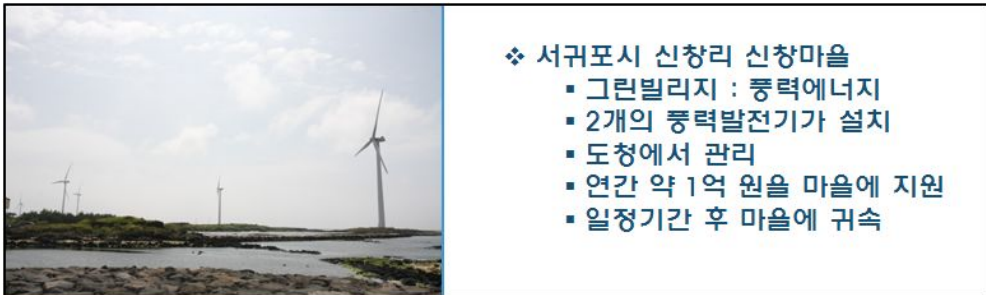 ❖ 서귀포시 신창리 신창마을
▪ 그린빌리지 : 풍력에너지
▪ 2개의 풍력발전기가 설치
▪ 도청에서 관리
▪ 연간 약 1억 원을 마을에 지원
▪ 일정기간 후 마을에 귀속